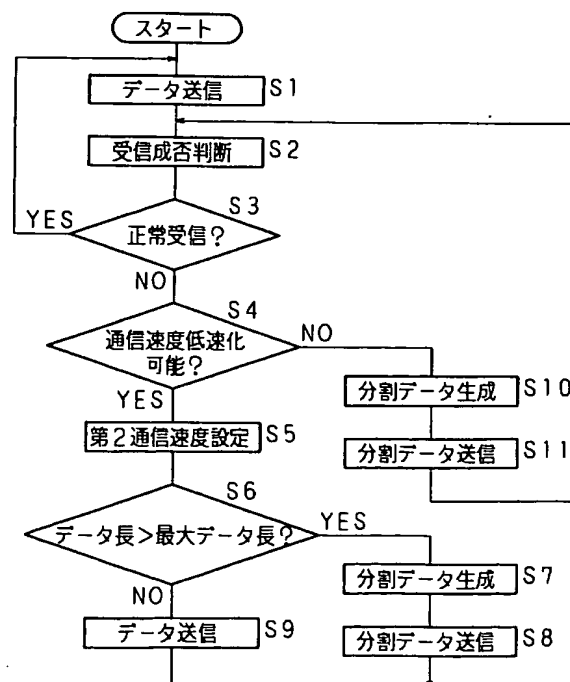 スタート
データ送信 S1
受信成否判断 S2
S3
YES
正常受信?
NO
S4
通信速度低速化
可能?
NO
YES
分割データ生成 S10
第2通信速度設定 S5
分割データ送信 S11
S6
データ長>最大データ長?
YES
NO
分割データ生成 S7
データ送信 S9
分割データ送信 S8